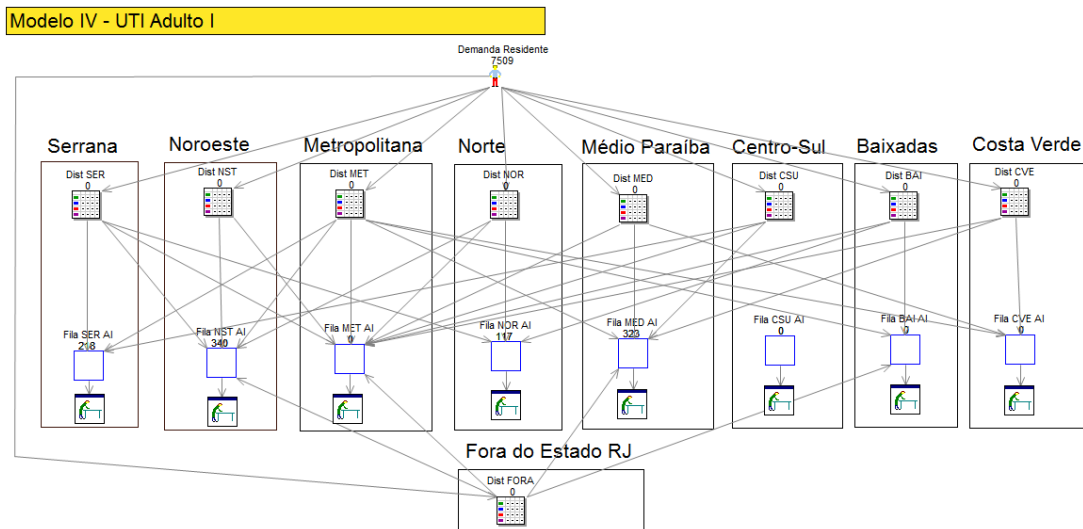 Modelo IV - UTI Adulto I
Demanda Residente
7509
Serrana
Noroeste
Metropolitana
Norte
Médio Paraíba
Centro-Sul
Baixadas
Costa Verde
Dist SER
0
Dist NST
0
Dist MET
0
Dist NOR
0
Dist MED
0
Dist CSU
0
Dist BAI
0
Dist CVE
0
Fila SER AI
218
Fila NST AI
340
Fila MET AI
0
Fila NOR AI
117
Fila MED AI
323
Fila CSU AI
0
Fila BAI AI
0
Fila CVE AI
0
Fora do Estado RJ
Dist FORA
0